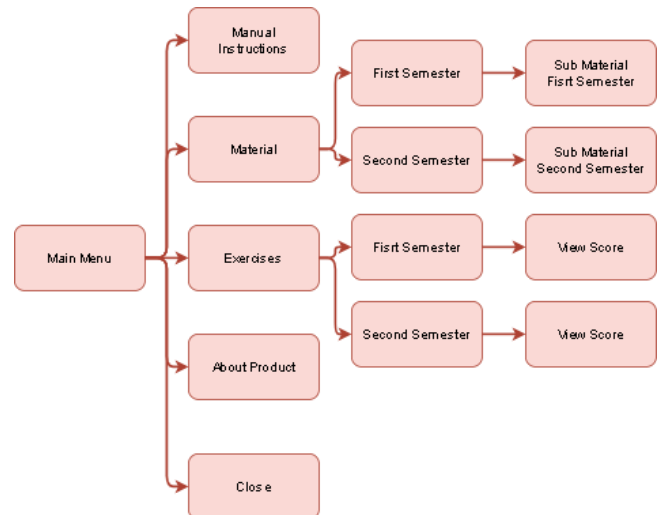 Manual
Instructions
First Semester
Sub Material
Fisrt Semester
Material
Second Semester
Sub Material
Second Semester
Main Menu
Exercises
Fisrt Semester
View Score
Second Semester
View Score
About Product
Close